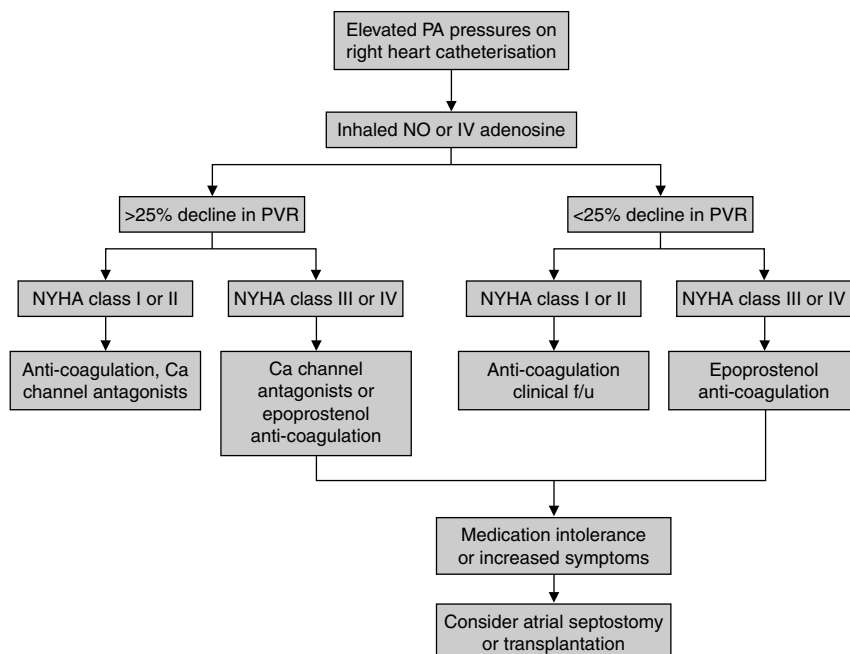 Elevated PA pressures on
right heart catheterisation
Inhaled NO or IV adenosine
>25% decline in PVR
<25% decline in PVR
NYHA class I or II
NYHA class III or IV
NYHA class I or II
NYHA class III or IV
Anti-coagulation, Ca
channel antagonists
Ca channel
antagonists or
epoprostenol
anti-coagulation
Anti-coagulation
clinical f/u
Epoprostenol
anti-coagulation
Medication intolerance
or increased symptoms
Consider atrial septostomy
or transplantation